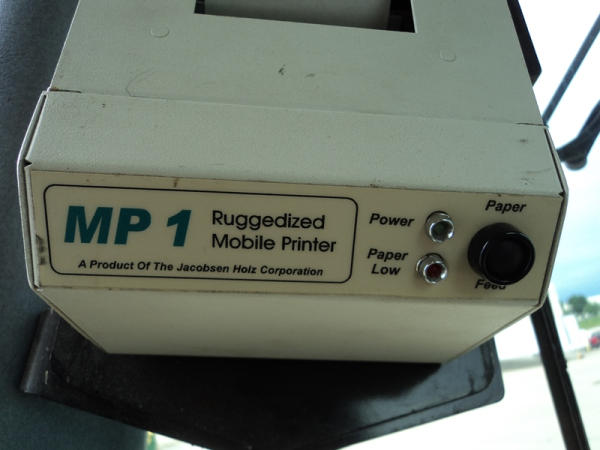 MP 1
Ruggedized
Mobile Printer
A Product Of The Jacobsen Holz Corporation
Power
Paper
Low
Paper
Feed